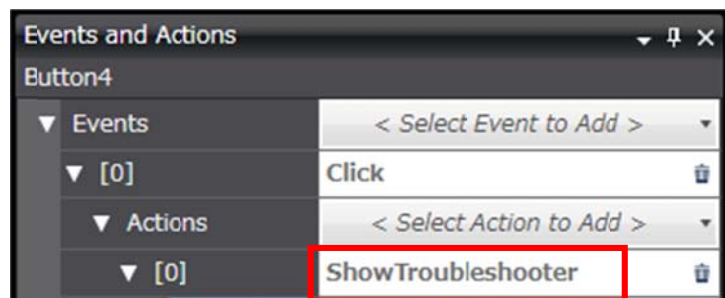 Events and Actions
Button4
Events < Select Event to Add >
[0] Click
Actions < Select Action to Add >
[0] ShowTroubleshooter